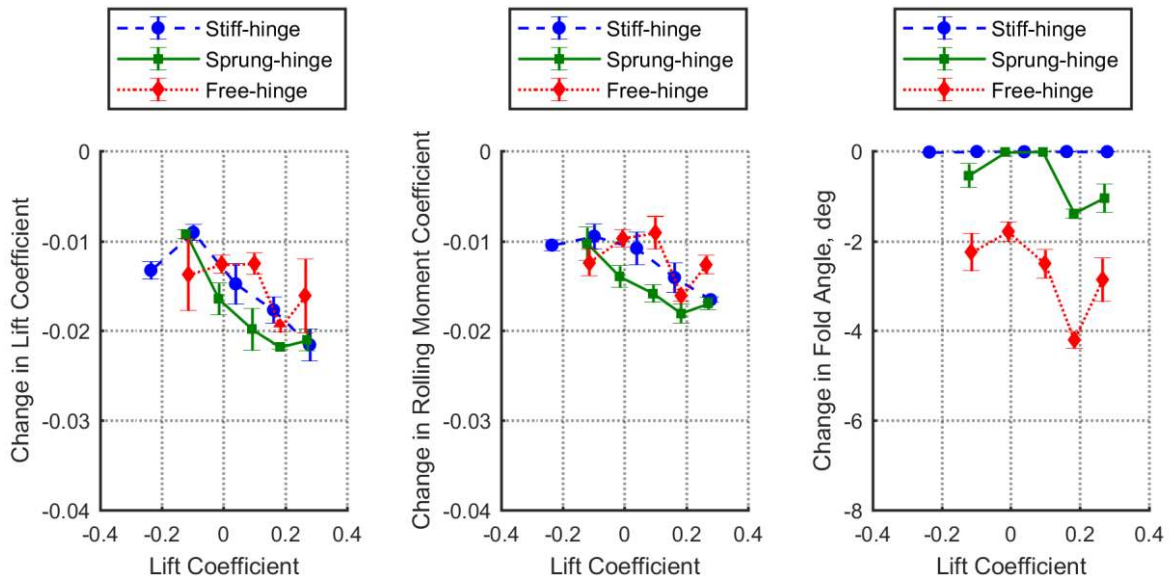 Stiff-hinge
Sprung-hinge
Free-hinge
Change in Lift Coefficient
0
-0.01
-0.02
-0.03
-0.04
-0.4 -0.2 0 0.2 0.4
Lift Coefficient
Stiff-hinge
Sprung-hinge
Free-hinge
Change in Rolling Moment Coefficient
0
-0.01
-0.02
-0.03
-0.04
-0.4 -0.2 0 0.2 0.4
Lift Coefficient
Stiff-hinge
Sprung-hinge
Free-hinge
Change in Fold Angle, deg
0
-2
-4
-6
-8
-0.4 -0.2 0 0.2 0.4
Lift Coefficient